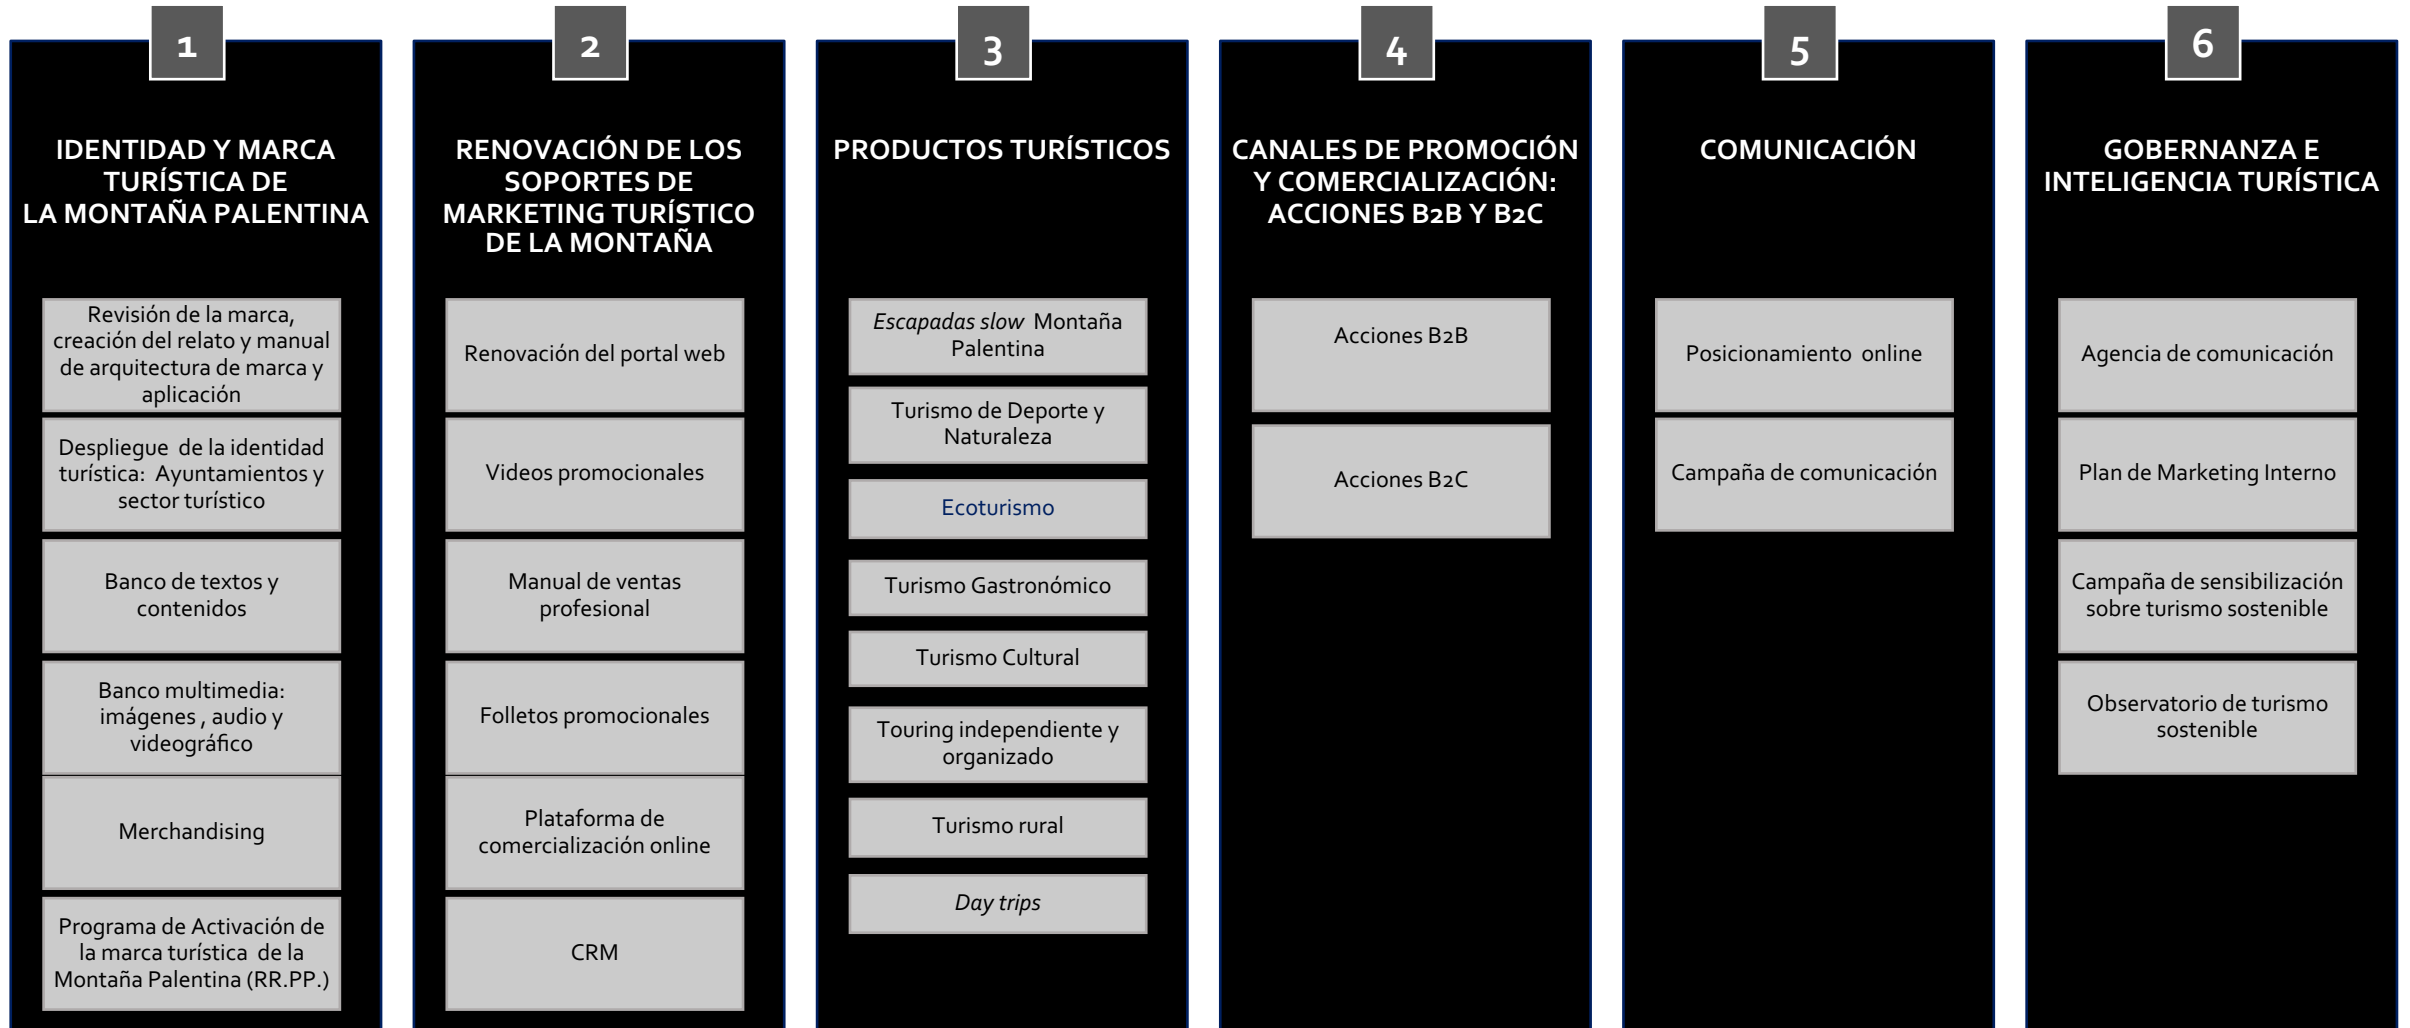 1
IDENTIDAD Y MARCA
TURÍSTICA DE
LA MONTAÑA PALENTINA
Revisión de la marca,
creación del relato y manual
de arquitectura de marca y
aplicación
Despliegue de la identidad
turística: Ayuntamientos y
sector turístico
Banco de textos y
contenidos
Banco multimedia:
imágenes , audio y
videográfico
Merchandising
Programa de Activación de
la marca turística de la
Montaña Palentina (RR.PP.)
2
RENOVACIÓN DE LOS
SOPORTES DE
MARKETING TURÍSTICO
DE LA MONTAÑA
Renovación del portal web
Videos promocionales
Manual de ventas
profesional
Folletos promocionales
Plataforma de
comercialización online
CRM
3
PRODUCTOS TURÍSTICOS
Escapadas slow Montaña
Palentina
Turismo de Deporte y
Naturaleza
Ecoturismo
Turismo Gastronómico
Turismo Cultural
Touring independiente y
organizado
Turismo rural
Day trips
4
CANALES DE PROMOCIÓN
Y COMERCIALIZACIÓN:
ACCIONES B2B Y B2C
Acciones B2B
Acciones B2C
5
COMUNICACIÓN
Posicionamiento online
Campaña de comunicación
6
GOBERNANZA E
INTELIGENCIA TURÍSTICA
Agencia de comunicación
Plan de Marketing Interno
Campaña de sensibilización
sobre turismo sostenible
Observatorio de turismo
sostenible